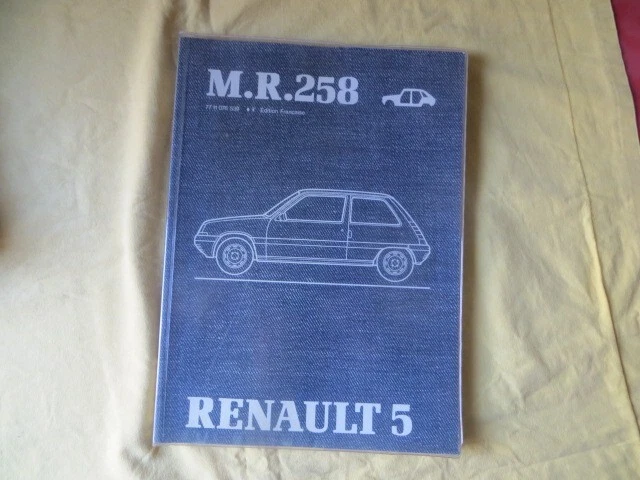 M.R.258
Edition Française
RENAULT 5